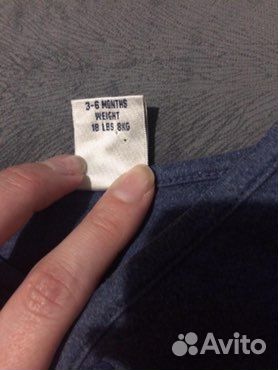 3-6 MONTHS
WEIGHT
18 LBS 8KG
Avito